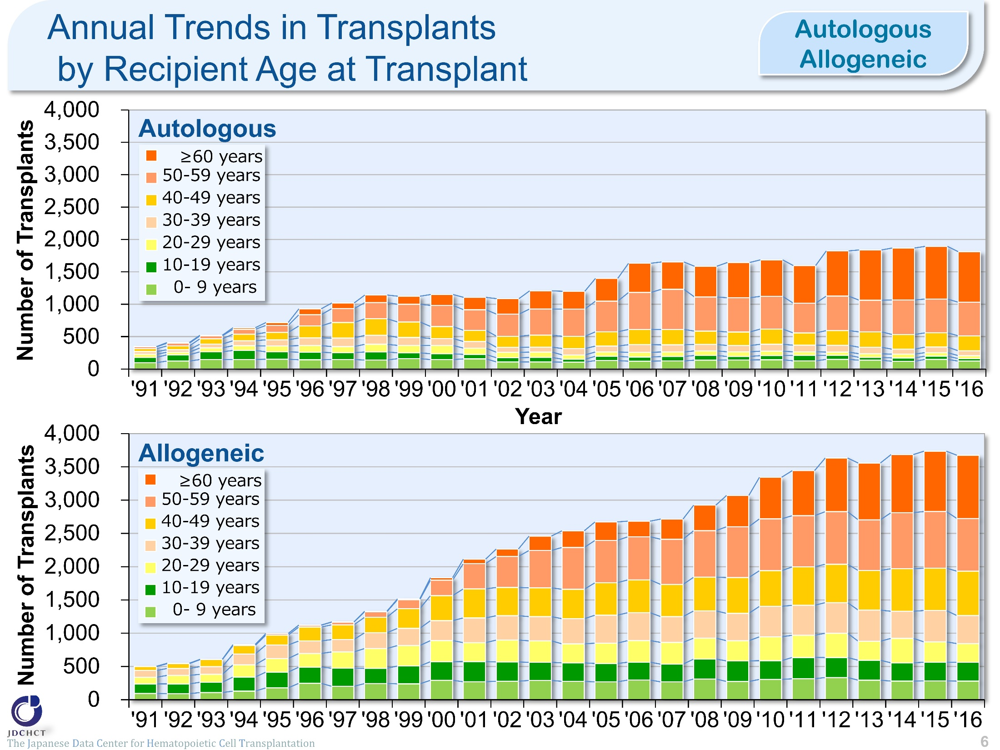 Annual Trends in Transplants
by Recipient Age at Transplant
Autologous
Allogeneic
Number of Transplants
4,000
3,500
3,000
2,500
2,000
1,500
1,000
500
0
Autologous
≥60 years
50-59 years
40-49 years
30-39 years
20-29 years
10-19 years
0- 9 years
'91 '92 '93 '94 '95 '96 '97 '98 '99 '00 '01 '02 '03 '04 '05 '06 '07 '08 '09 '10 '11 '12 '13 '14 '15 '16
Year
Number of Transplants
4,000
3,500
3,000
2,500
2,000
1,500
1,000
500
0
Allogeneic
≥60 years
50-59 years
40-49 years
30-39 years
20-29 years
10-19 years
0- 9 years
'91 '92 '93 '94 '95 '96 '97 '98 '99 '00 '01 '02 '03 '04 '05 '06 '07 '08 '09 '10 '11 '12 '13 '14 '15 '16
JDCHCT
The Japanese Data Center for Hematopoietic Cell Transplantation
6